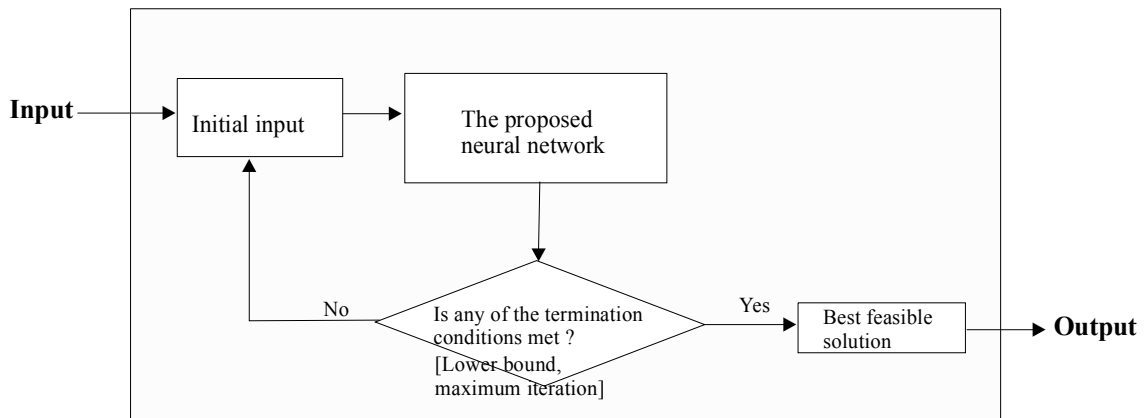 Input
Initial input
The proposed
neural network
No
Is any of the termination
conditions met ?
[Lower bound,
maximum iteration]
Yes
Best feasible
solution
Output